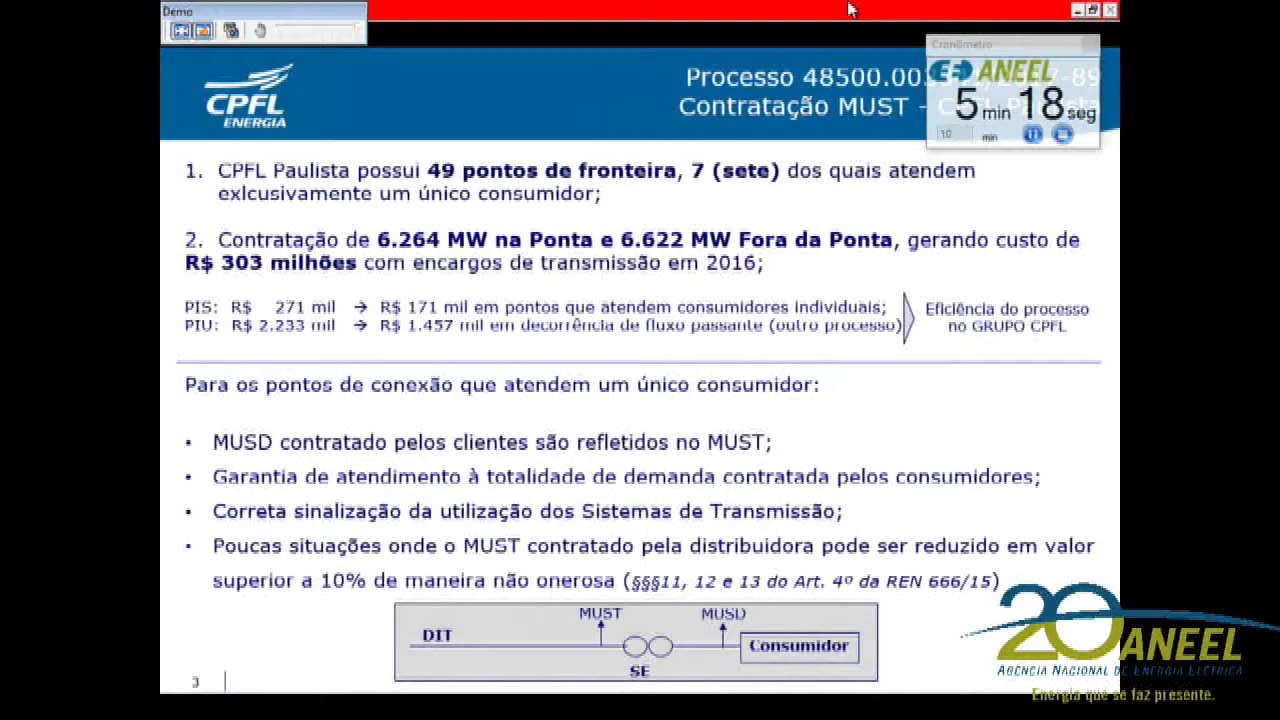 Demo
Cronômetro
CPFL
ENERGIA
Processo 48500.00
7-89
Contratação MUST -
ANEEL
5 min 18 seg
10 min
1. CPFL Paulista possui 49 pontos de fronteira, 7 (sete) dos quais atendem
exlcusivamente um único consumidor;
2. Contratação de 6.264 MW na Ponta e 6.622 MW Fora da Ponta, gerando custo de
R$ 303 milhões com encargos de transmissão em 2016;
PIS: R$ 271 mil → R$ 171 mil em pontos que atendem consumidores individuais;
PIU: R$ 2.233 mil → R$ 1.457 mil em decorrência de fluxo passante (outro processo)
Eficiência do processo
no GRUPO CPFL
Para os pontos de conexão que atendem um único consumidor:
• MUSD contratado pelos clientes são refletidos no MUST;
• Garantia de atendimento à totalidade de demanda contratada pelos consumidores;
• Correta sinalização da utilização dos Sistemas de Transmissão;
• Poucas situações onde o MUST contratado pela distribuidora pode ser reduzido em valor
superior a 10% de maneira não onerosa (§§§11, 12 e 13 do Art. 4º da REN 666/15)
MUST MUSD
DIT
Consumidor
SE
3
20 ANEEL
AGÊNCIA NACIONAL DE ENERGIA ELÉTRICA
Energia que se faz presente.